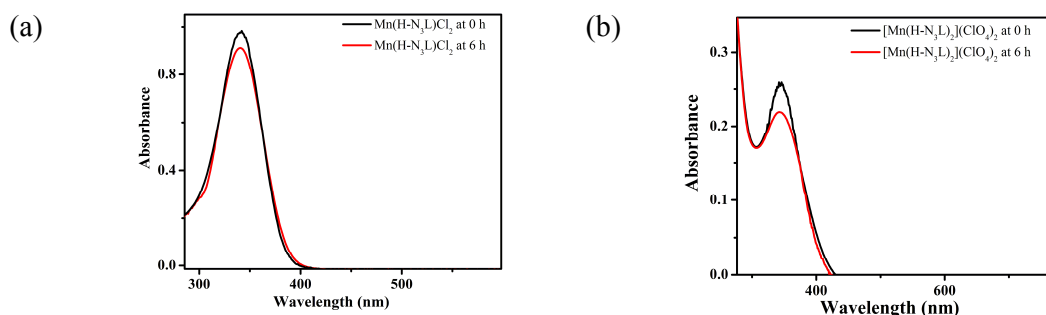 (a)
Mn(H-N₃L)Cl₂ at 0 h
Mn(H-N₃L)Cl₂ at 6 h
Absorbance
0.8
0.4
0.0
300 400 500
Wavelength (nm)
(b)
[Mn(H-N₃L)₂](ClO₄)₂ at 0 h
[Mn(H-N₃L)₂](ClO₄)₂ at 6 h
Absorbance
0.3
0.2
0.1
0.0
400 600
Wavelength (nm)